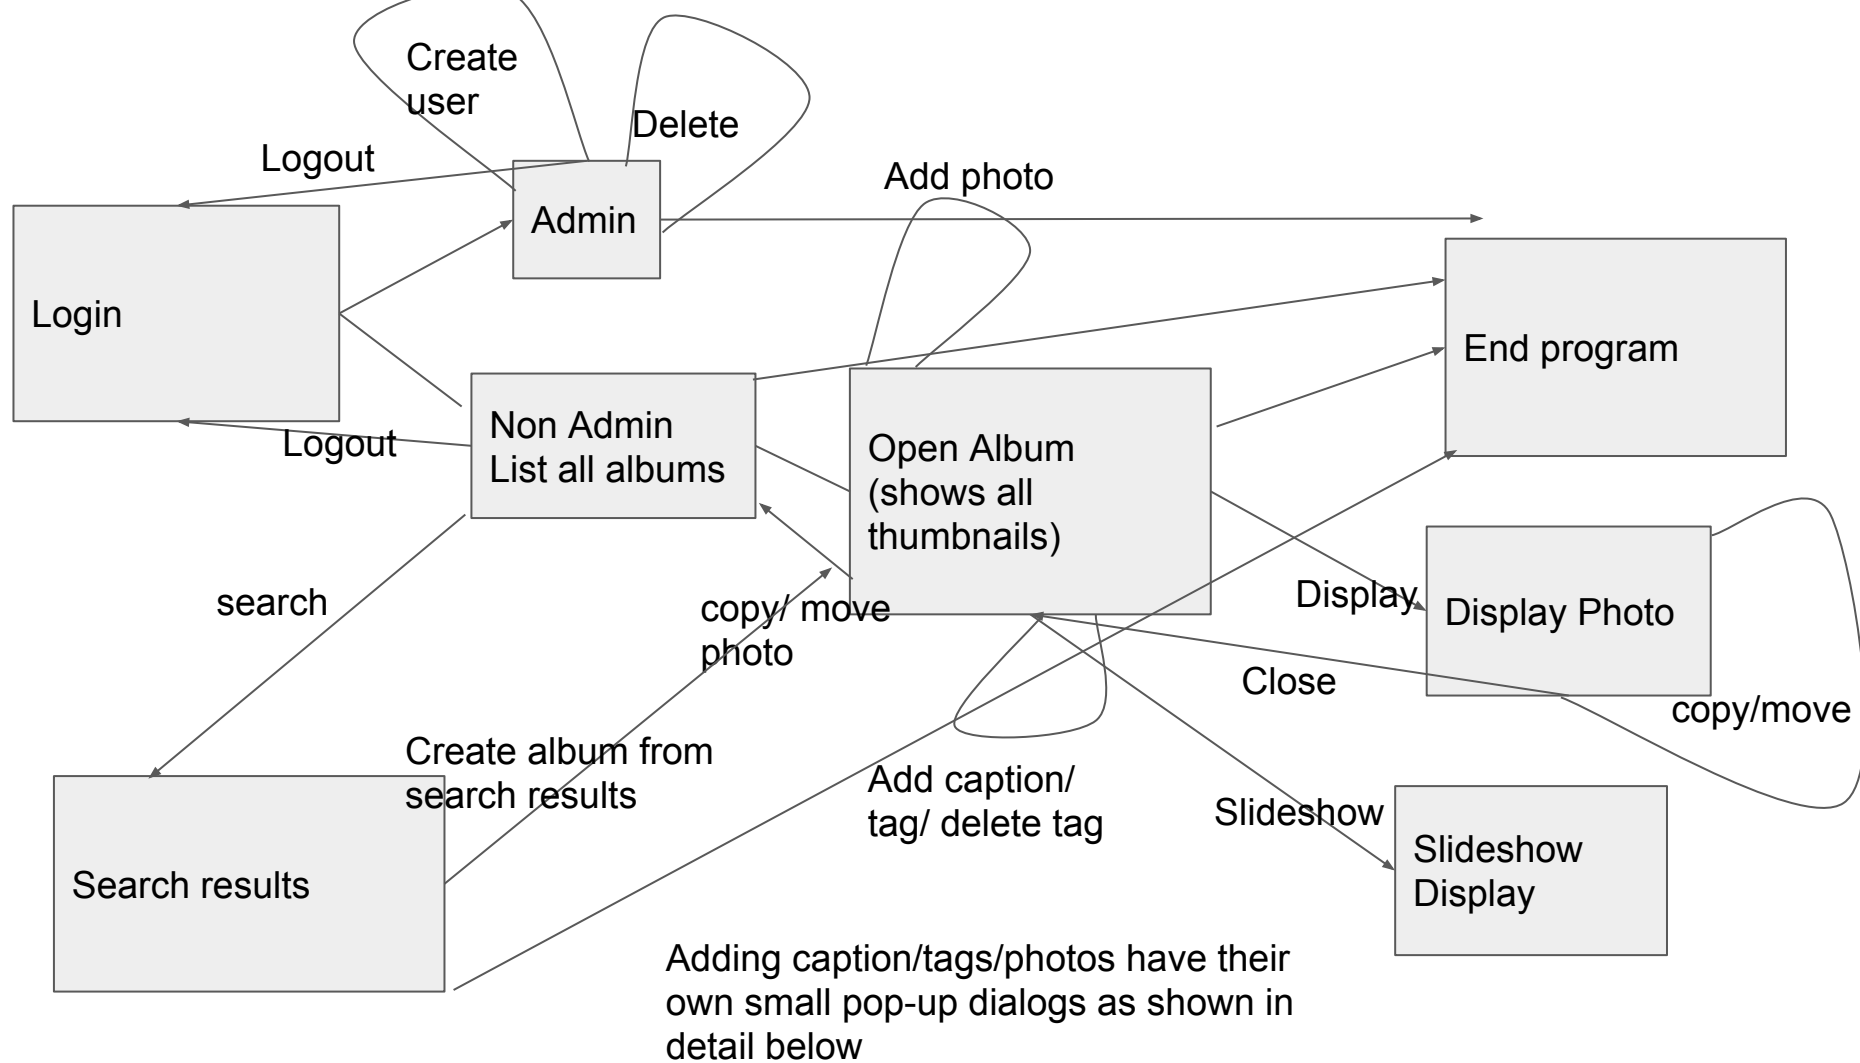 Create
user
Delete
Logout
Add photo
Admin
Login
End program
Non Admin
List all albums
Logout
Open Album
(shows all
thumbnails)
search
copy/ move
photo
Display
Display Photo
Close
copy/move
Create album from
search results
Add caption/
tag/ delete tag
Slideshow
Slideshow
Display
Search results
Adding caption/tags/photos have their
own small pop-up dialogs as shown in
detail below